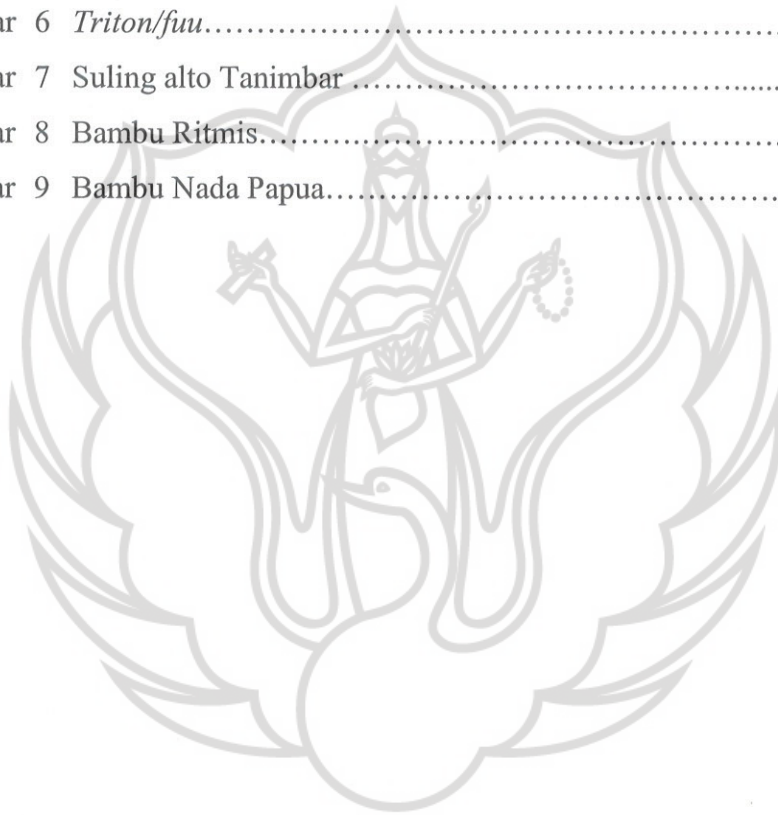 ar 6 Triton/fuu……………………………………………………………….
ar 7 Suling alto Tanimbar ………………………………………......
ar 8 Bambu Ritmis……………………………………………………….
ar 9 Bambu Nada Papua………………………………………………….